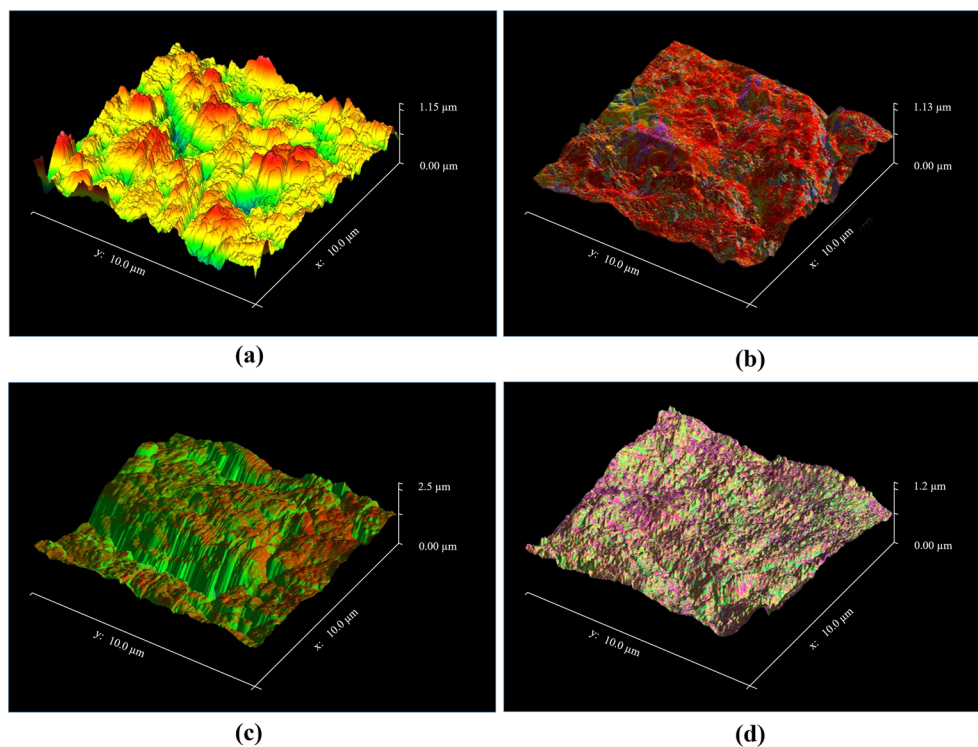 1.15 µm
0.00 µm
y: 10.0 µm
x: 10.0 µm
(a)
1.13 µm
0.00 µm
y: 10.0 µm
x: 10.0 µm
(b)
2.5 µm
0.00 µm
y: 10.0 µm
x: 10.0 µm
(c)
1.2 µm
0.00 µm
y: 10.0 µm
x: 10.0 µm
(d)